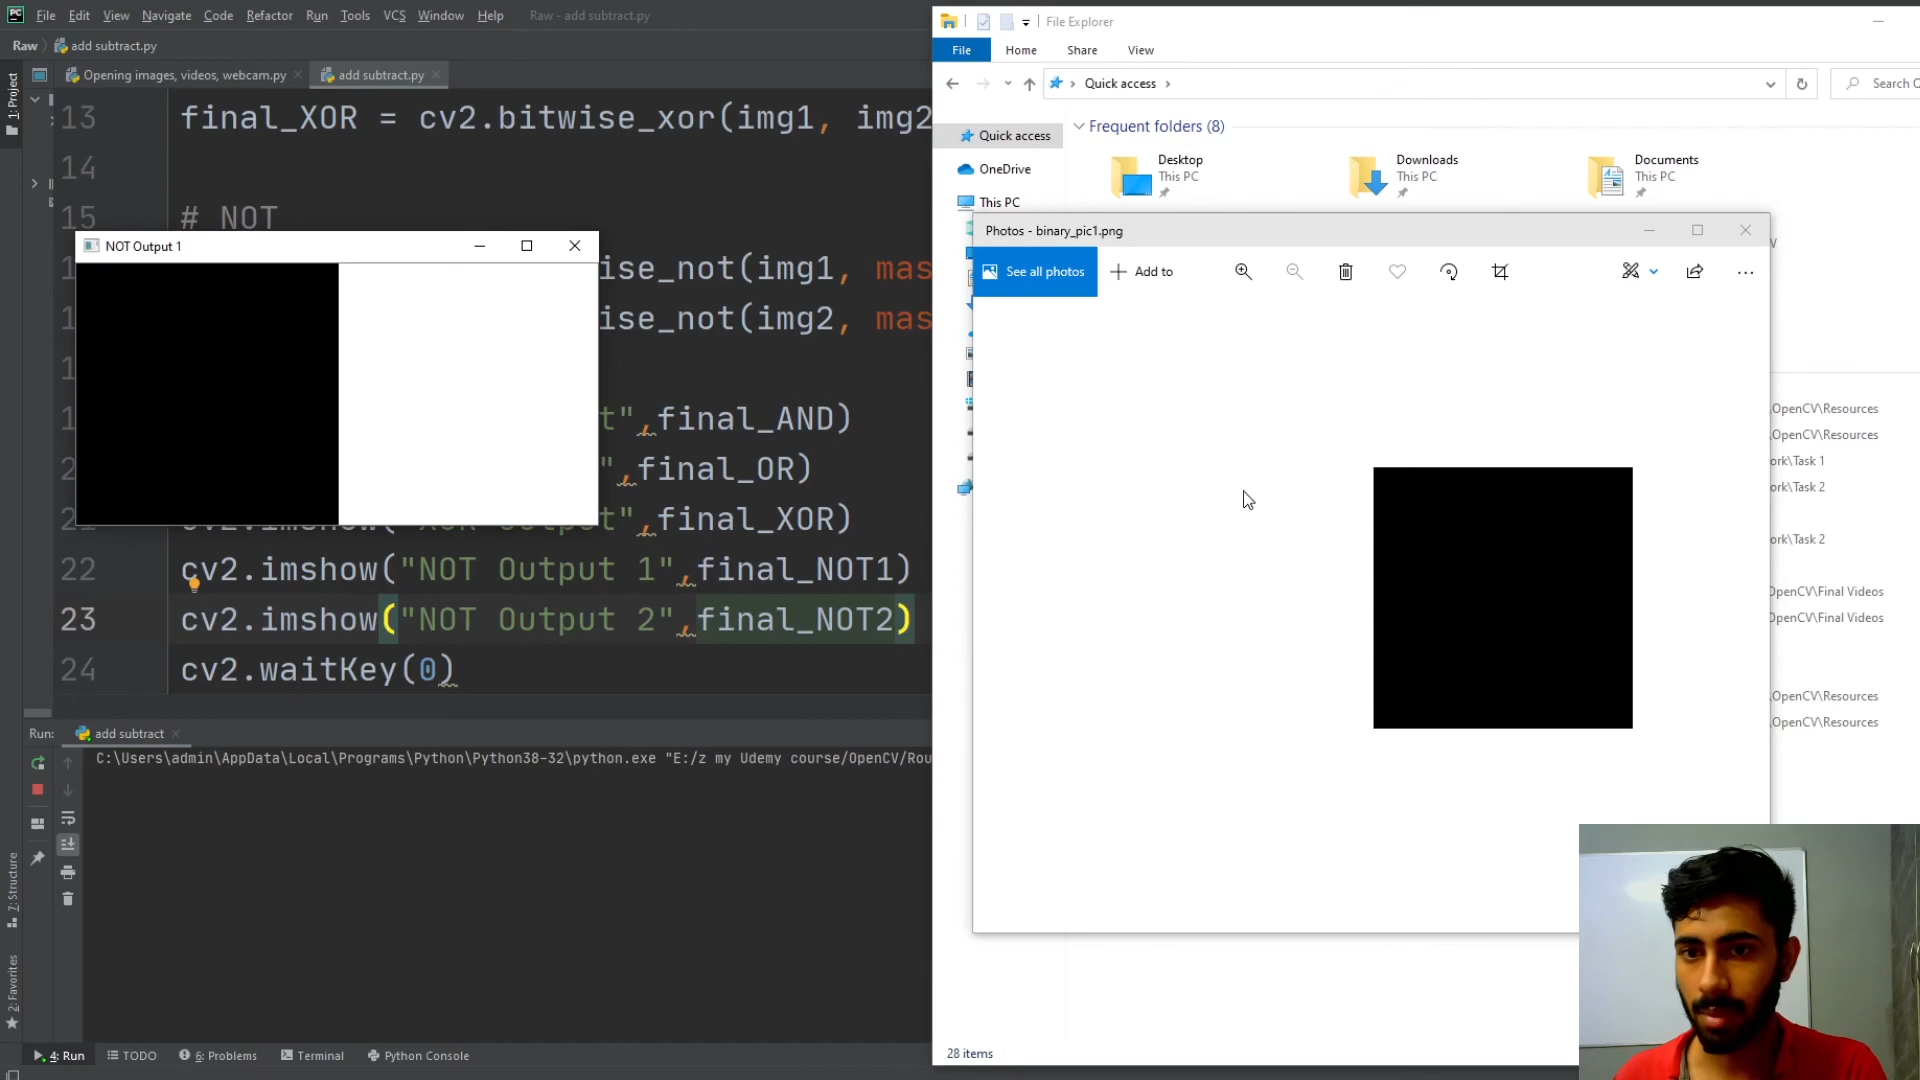 File Edit View Navigate Code Refactor Run Tools VCS Window Help Raw - add subtract.py
Raw add subtract.py
Opening images, videos, webcam.py add subtract.py
1: Project
13 final_XOR = cv2.bitwise_xor(img1, img2
14
15 # NOT
ise_not(img1, mas
ise_not(img2, mas
t",final_AND)
",final_OR)
",final_XOR)
22 cv2.imshow("NOT Output 1",final_NOT1)
23 cv2.imshow("NOT Output 2",final_NOT2)
24 cv2.waitKey(0)
NOT Output 1
Run: add subtract
C:\Users\admin\AppData\Local\Programs\Python\Python38-32\python.exe "E:/z my Udemy course/OpenCV/Rou
7: Structure
2: Favorites
4: Run TODO 6: Problems Terminal Python Console
File Explorer
File Home Share View
Quick access
Search
Quick access
OneDrive
This PC
Frequent folders (8)
Desktop
This PC
Downloads
This PC
Documents
This PC
Photos - binary_pic1.png
See all photos Add to
OpenCV\Resources
OpenCV\Resources
ork\Task 1
ork\Task 2
ork\Task 2
OpenCV\Final Videos
OpenCV\Final Videos
OpenCV\Resources
OpenCV\Resources
28 items